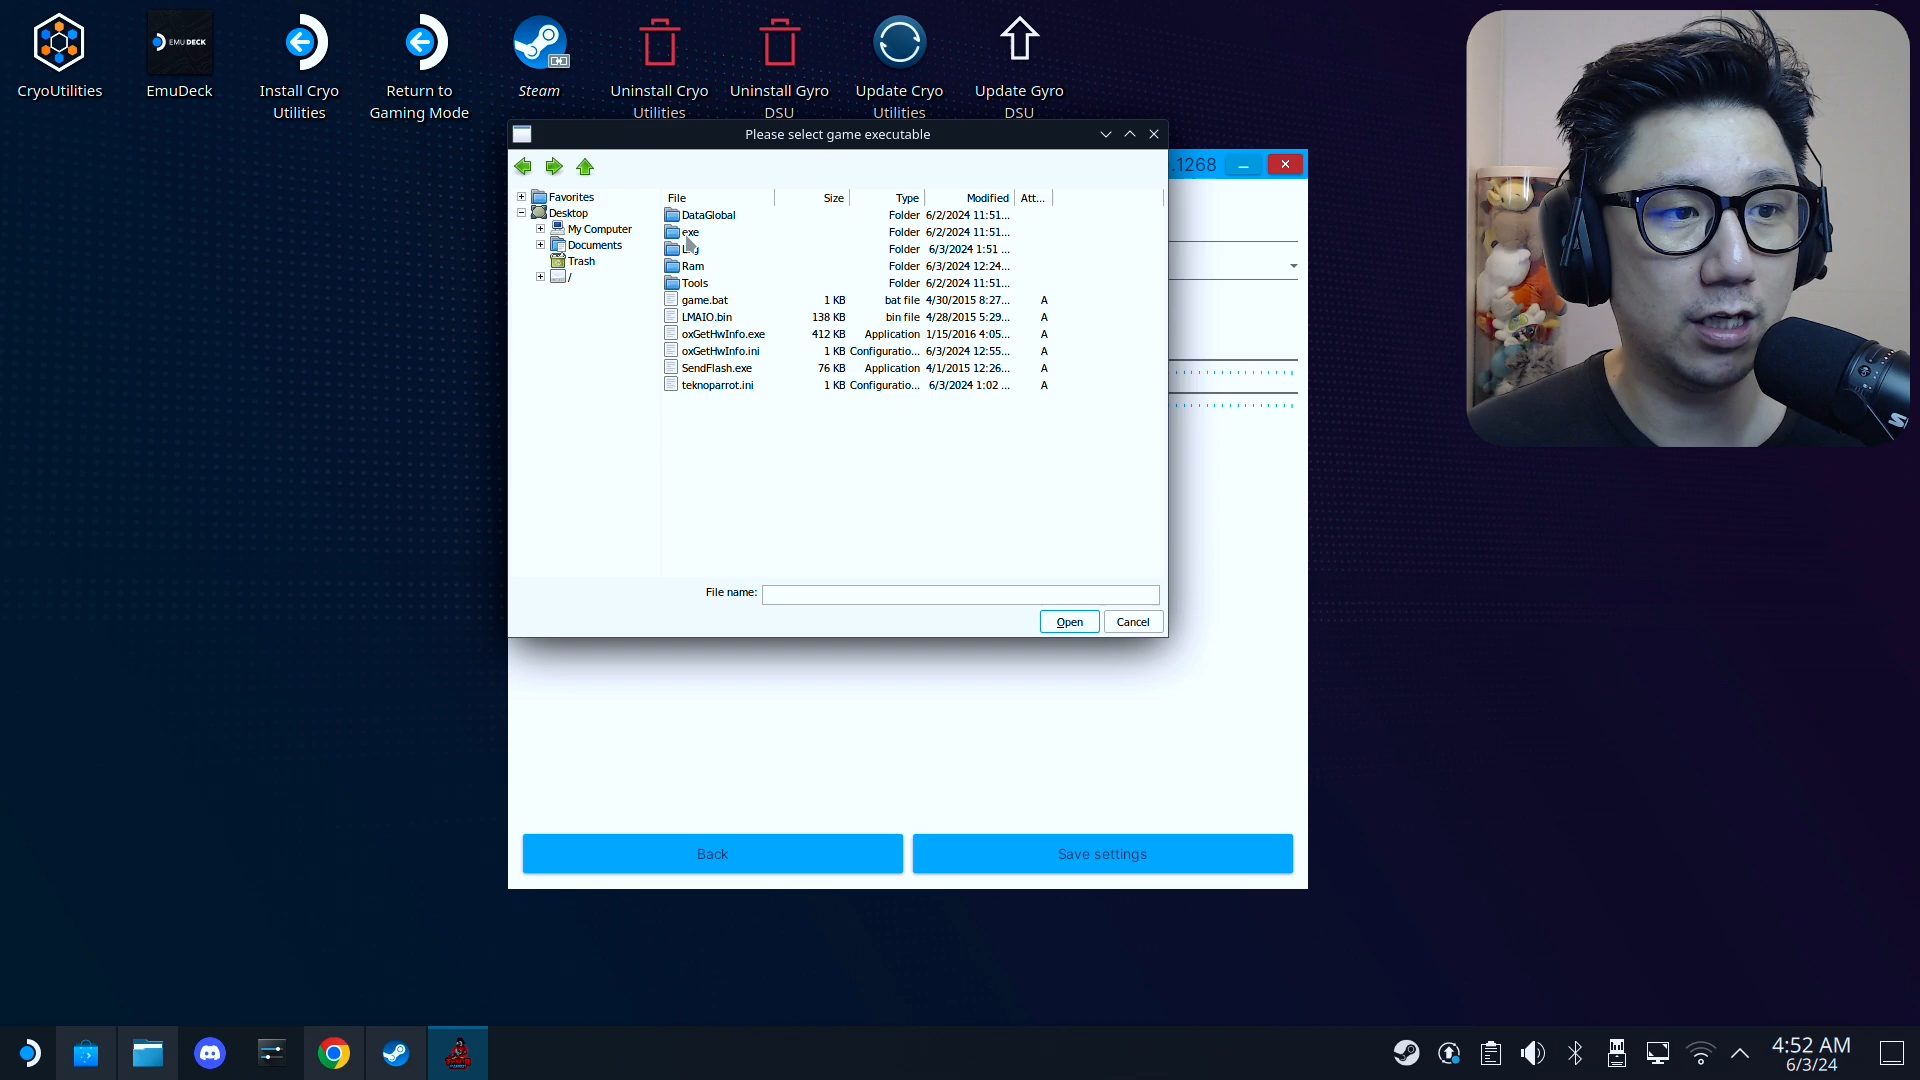 CryoUtilities
EMUDECK
EmuDeck
Install Cryo
Utilities
Return to
Gaming Mode
Steam
Uninstall Cryo
Utilities
Uninstall Gyro
DSU
Update Cryo
Utilities
Update Gyro
DSU
Please select game executable
.1268
Favorites
Desktop
My Computer
Documents
Trash
/
File Size Type Modified Att...
DataGlobal Folder 6/2/2024 11:51...
exe Folder 6/2/2024 11:51...
Folder 6/3/2024 1:51 ...
Ram Folder 6/3/2024 12:24...
Tools Folder 6/2/2024 11:51...
game.bat 1 KB bat file 4/30/2015 8:27... A
LMAIO.bin 138 KB bin file 4/28/2015 5:29... A
oxGetHwInfo.exe 412 KB Application 1/15/2016 4:05... A
oxGetHwInfo.ini 1 KB Configuratio... 6/3/2024 12:55... A
SendFlash.exe 76 KB Application 4/1/2015 12:26... A
teknoparrot.ini 1 KB Configuratio... 6/3/2024 1:02 ... A
File name:
Open
Cancel
Back
Save settings
4:52 AM
6/3/24